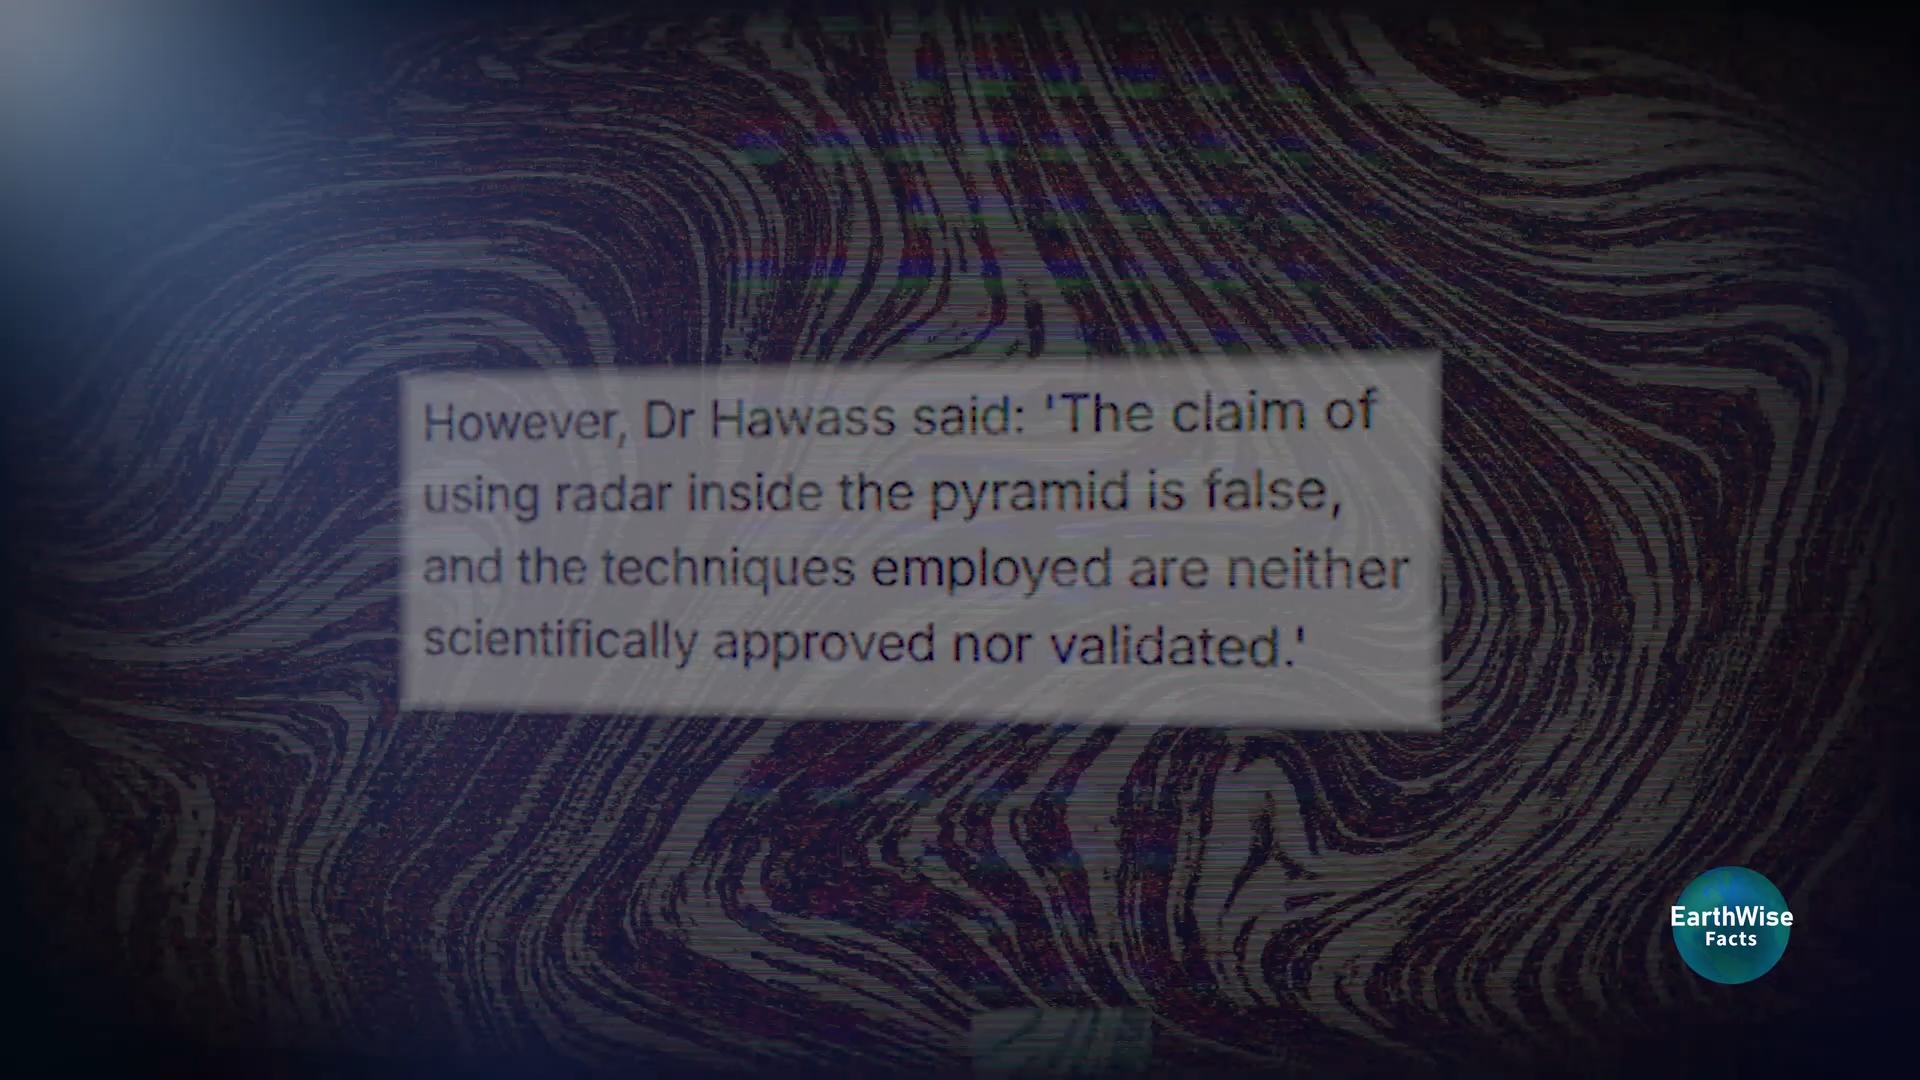 However, Dr Hawass said: 'The claim of
using radar inside the pyramid is false,
and the techniques employed are neither
scientifically approved nor validated.'
EarthWise
Facts